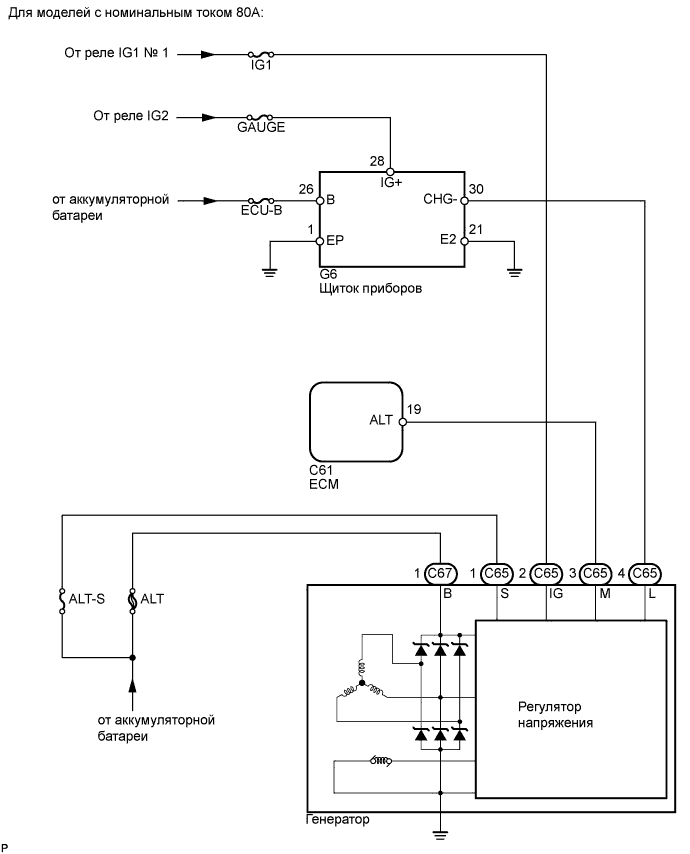 Для моделей с номинальным током 80А:
От реле IG1 № 1
IG1
От реле IG2
GAUGE
28
IG+
от аккумуляторной
батареи
ECU-B
26
B
CHG-
30
1
EP
E2
21
G6
Щиток приборов
ALT
19
C61
ECM
1
C67
1
C65
2
C65
3
C65
4
C65
B
S
IG
M
L
ALT-S
ALT
от аккумуляторной
батареи
Регулятор
напряжения
Генератор
P